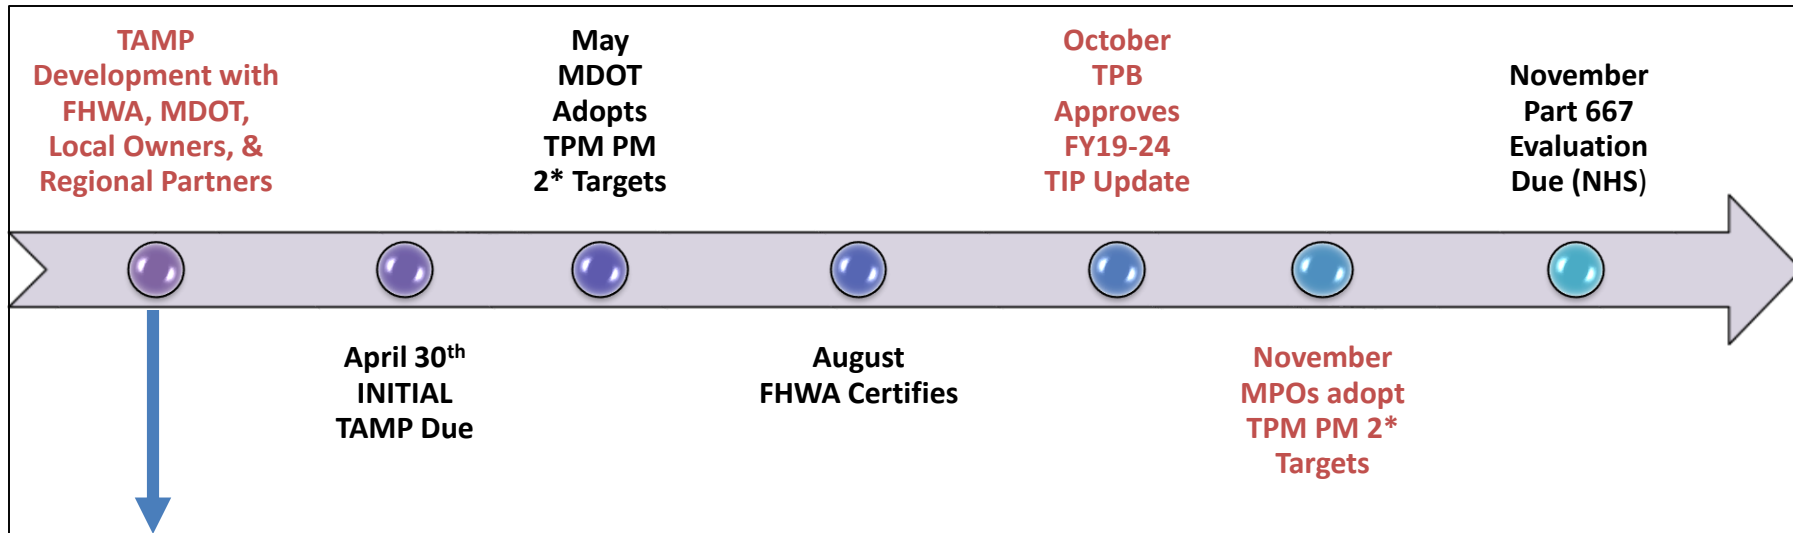 TAMP
Development with
FHWA, MDOT,
Local Owners, &
Regional Partners
May
MDOT
Adopts
TPM PM
2* Targets
October
TPB
Approves
FY19-24
TIP Update
November
Part 667
Evaluation
Due (NHS)
April 30th
INITIAL
TAMP Due
August
FHWA Certifies
November
MPOs adopt
TPM PM 2*
Targets